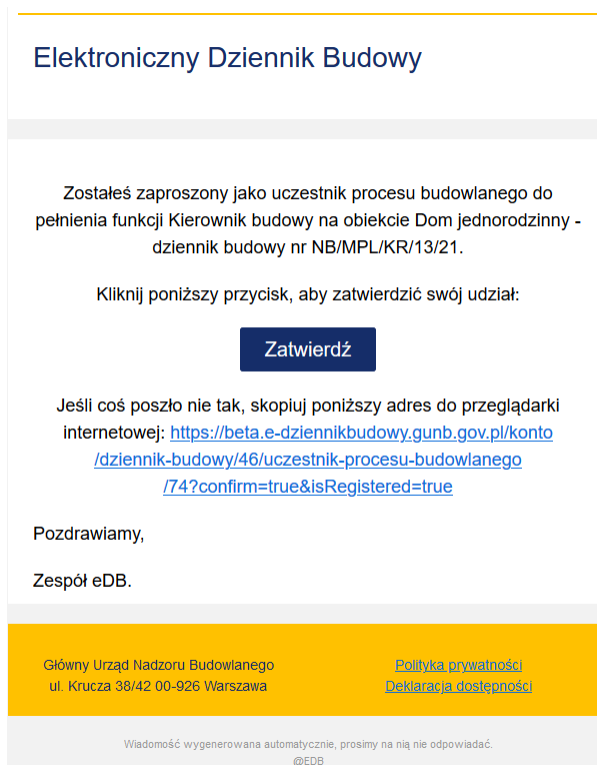 Elektroniczny Dziennik Budowy
Zostałeś zaproszony jako uczestnik procesu budowlanego do
pełnienia funkcji Kierownik budowy na obiekcie Dom jednorodzinny -
dziennik budowy nr NB/MPL/KR/13/21.
Kliknij poniższy przycisk, aby zatwierdzić swój udział:
Zatwierdź
Jeśli coś poszło nie tak, skopiuj poniższy adres do przeglądarki
internetowej: https://beta.e-dziennikbudowy.gunb.gov.pl/konto
/dziennik-budowy/46/uczestnik-procesu-budowlanego
/74?confirm=true&isRegistered=true
Pozdrawiamy,
Zespół eDB.
Główny Urząd Nadzoru Budowlanego
ul. Krucza 38/42 00-926 Warszawa
Polityka prywatności
Deklaracja dostępności
Wiadomość wygenerowana automatycznie, prosimy na nią nie odpowiadać.
@EDB